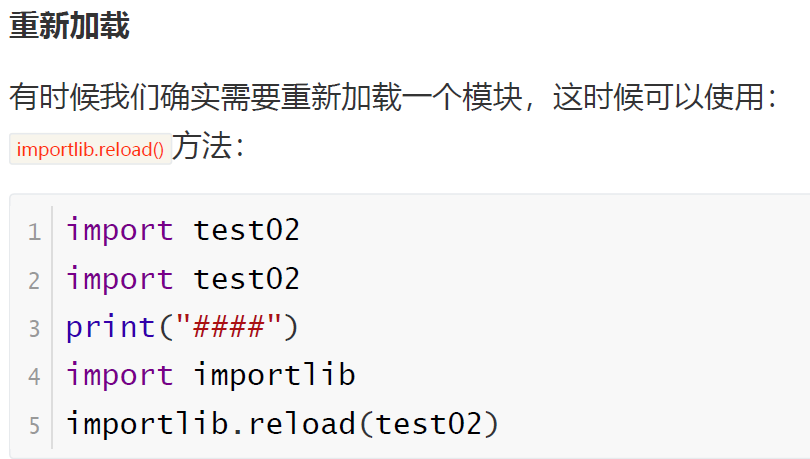 重新加载
有时候我们确实需要重新加载一个模块，这时候可以使用：
importlib.reload()方法：
1 import test02
2 import test02
3 print("####")
4 import importlib
5 importlib.reload(test02)